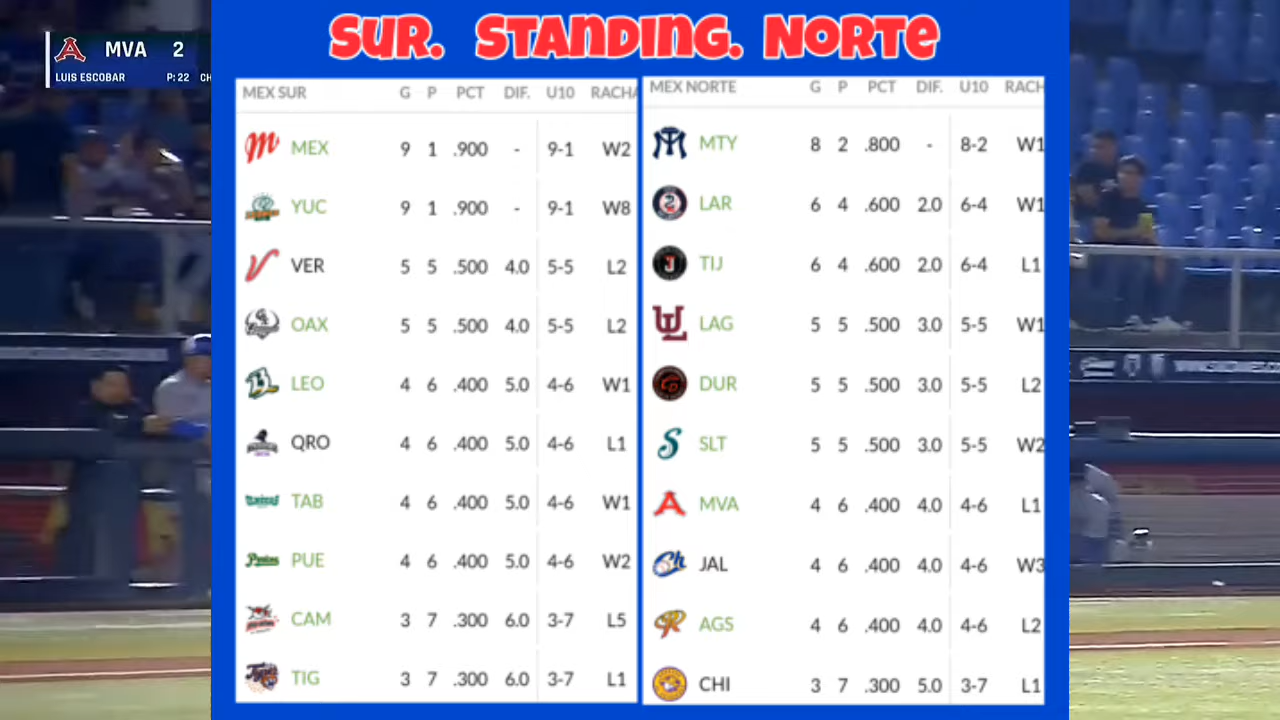 MVA 2
LUIS ESCOBAR P: 22 CH
SUR. STANDING. NORTE
MEX SUR G P PCT DIF. U10 RACHA
MEX 9 1 .900 - 9-1 W2
YUC 9 1 .900 - 9-1 W8
VER 5 5 .500 4.0 5-5 L2
OAX 5 5 .500 4.0 5-5 L2
LEO 4 6 .400 5.0 4-6 W1
QRO 4 6 .400 5.0 4-6 L1
TAB 4 6 .400 5.0 4-6 W1
PUE 4 6 .400 5.0 4-6 W2
CAM 3 7 .300 6.0 3-7 L5
TIG 3 7 .300 6.0 3-7 L1
MEX NORTE G P PCT DIF. U10 RACH
MTY 8 2 .800 - 8-2 W1
LAR 6 4 .600 2.0 6-4 W1
TIJ 6 4 .600 2.0 6-4 L1
LAG 5 5 .500 3.0 5-5 W1
DUR 5 5 .500 3.0 5-5 L2
SLT 5 5 .500 3.0 5-5 W2
MVA 4 6 .400 4.0 4-6 L1
JAL 4 6 .400 4.0 4-6 W3
AGS 4 6 .400 4.0 4-6 L2
CHI 3 7 .300 5.0 3-7 L1